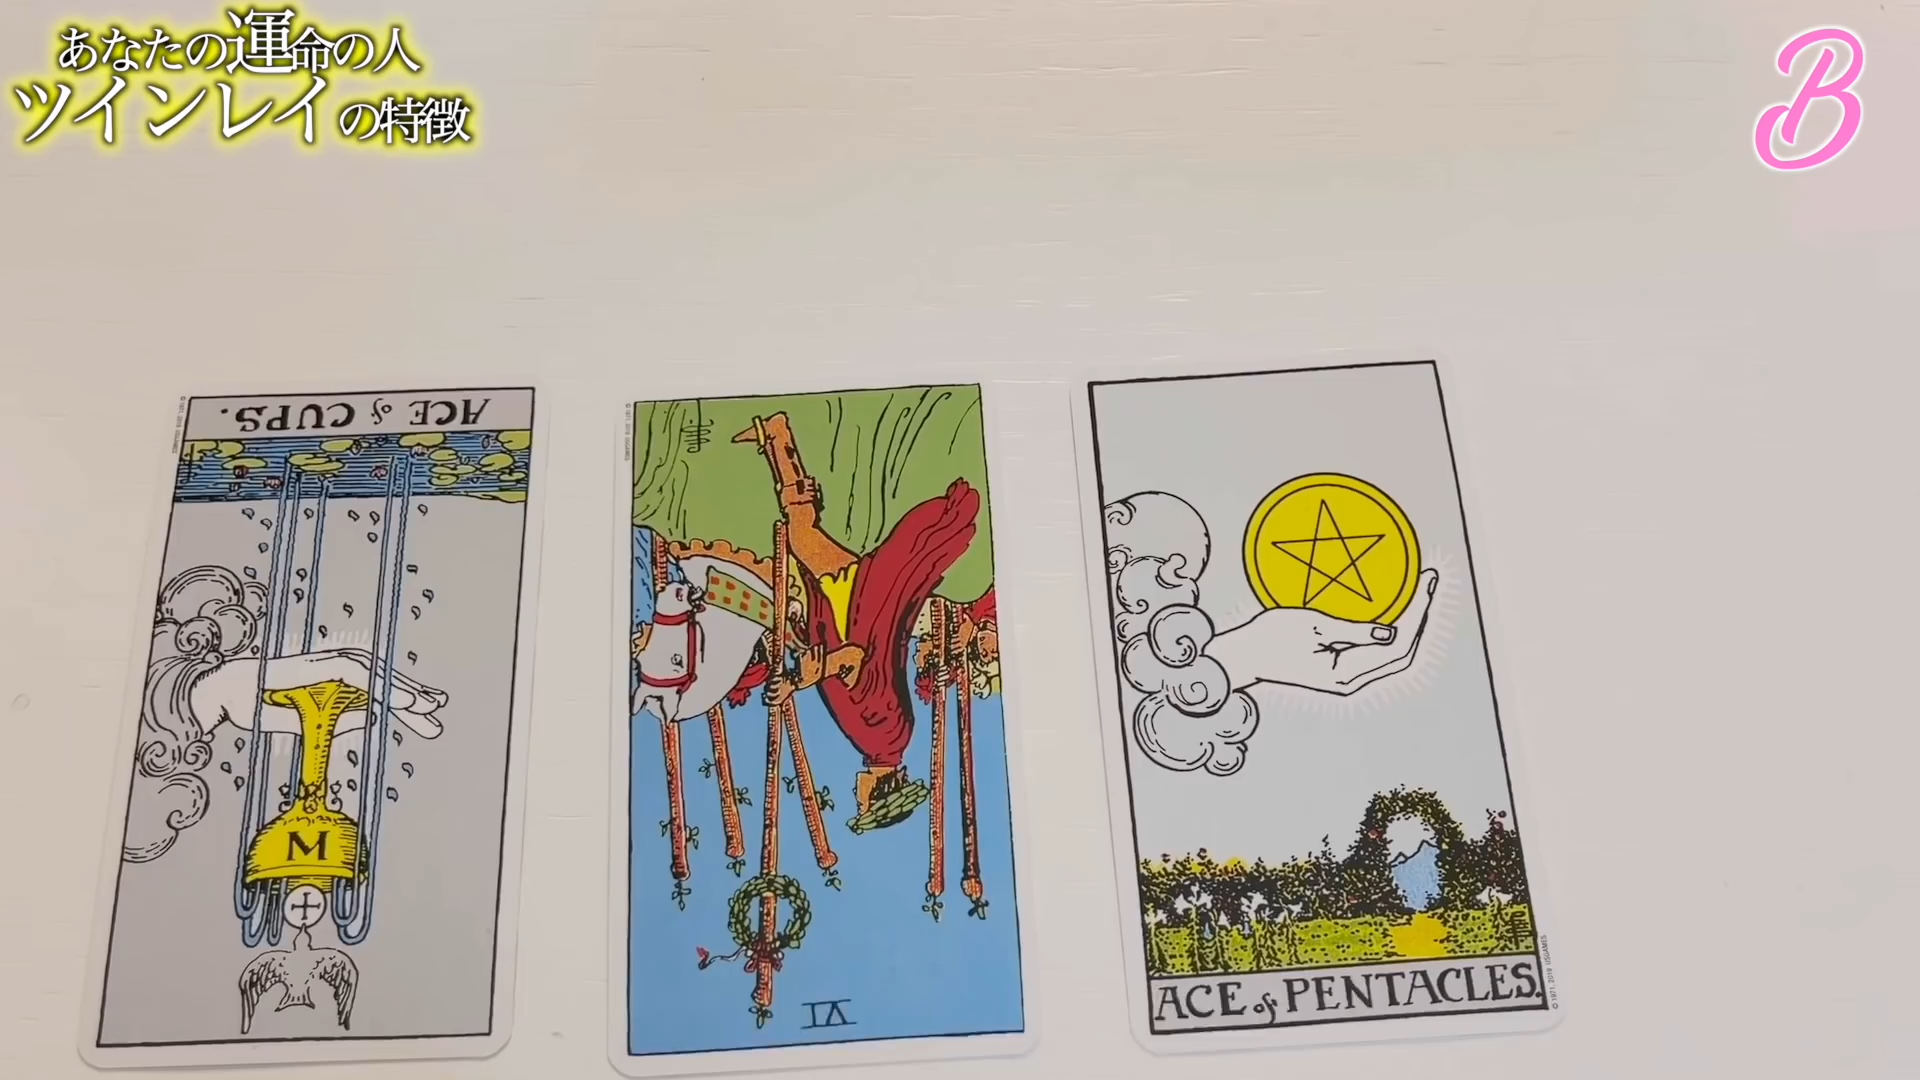 あなたの運命の人
ツインレイの特徴
B
ACE of CUPS.
M
VI
ACE of PENTACLES.